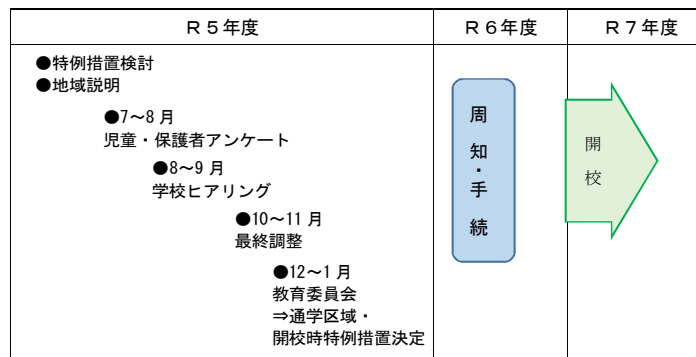 R５年度
R６年度
R７年度
●特例措置検討
●地域説明
●7～8 月
児童・保護者アンケート
●8～9 月
学校ヒアリング
●10～11 月
最終調整
●12～1 月
教育委員会
⇒通学区域・
開校時特例措置決定
周知・手続
開校